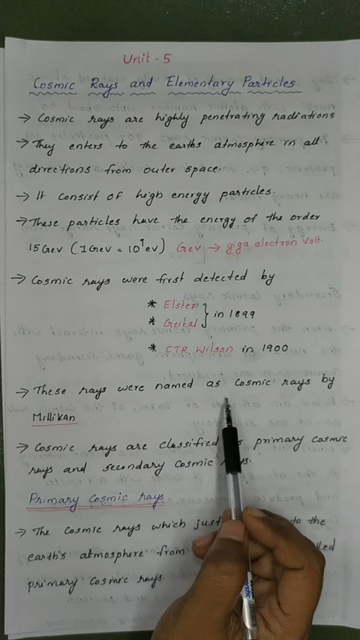 Unit - 5
Cosmic Rays and Elementary Particles
→ Cosmic rays are highly penetrating radiations
→ They enters to the earths atmosphere in all
directions from outer space.
→ It consist of high energy particles.
→ These particles have the energy of the order
15 Gev (1 Gev = 10⁹ ev) Gev → giga electron volt.
→ Cosmic rays were first detected by
* Elster
* Geital } in 1899
* CTR. Wilson in 1900
→ These rays were named as Cosmic rays by
Millikan
→ Cosmic rays are classified primary cosmic
rays and secondary Cosmic rays.
Primary Cosmic rays
→ The Cosmic rays which just to the
earth's atmosphere from
primary cosmic rays.